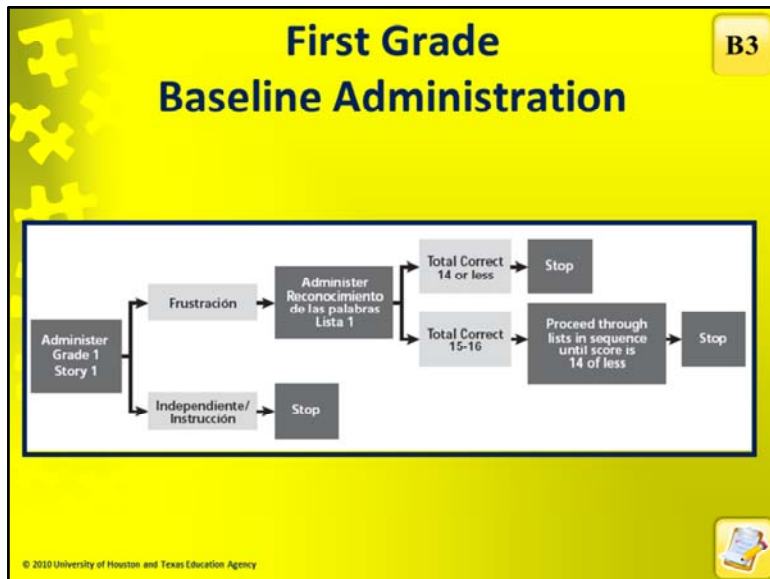 First Grade
Baseline Administration
B3
Administer
Grade 1
Story 1
Frustración
Administer
Reconocimiento
de las palabras
Lista 1
Total Correct
14 or less
Stop
Total Correct
15-16
Proceed through
lists in sequence
until score is
14 of less
Stop
Independiente/
Instrucción
Stop
© 2010 University of Houston and Texas Education Agency